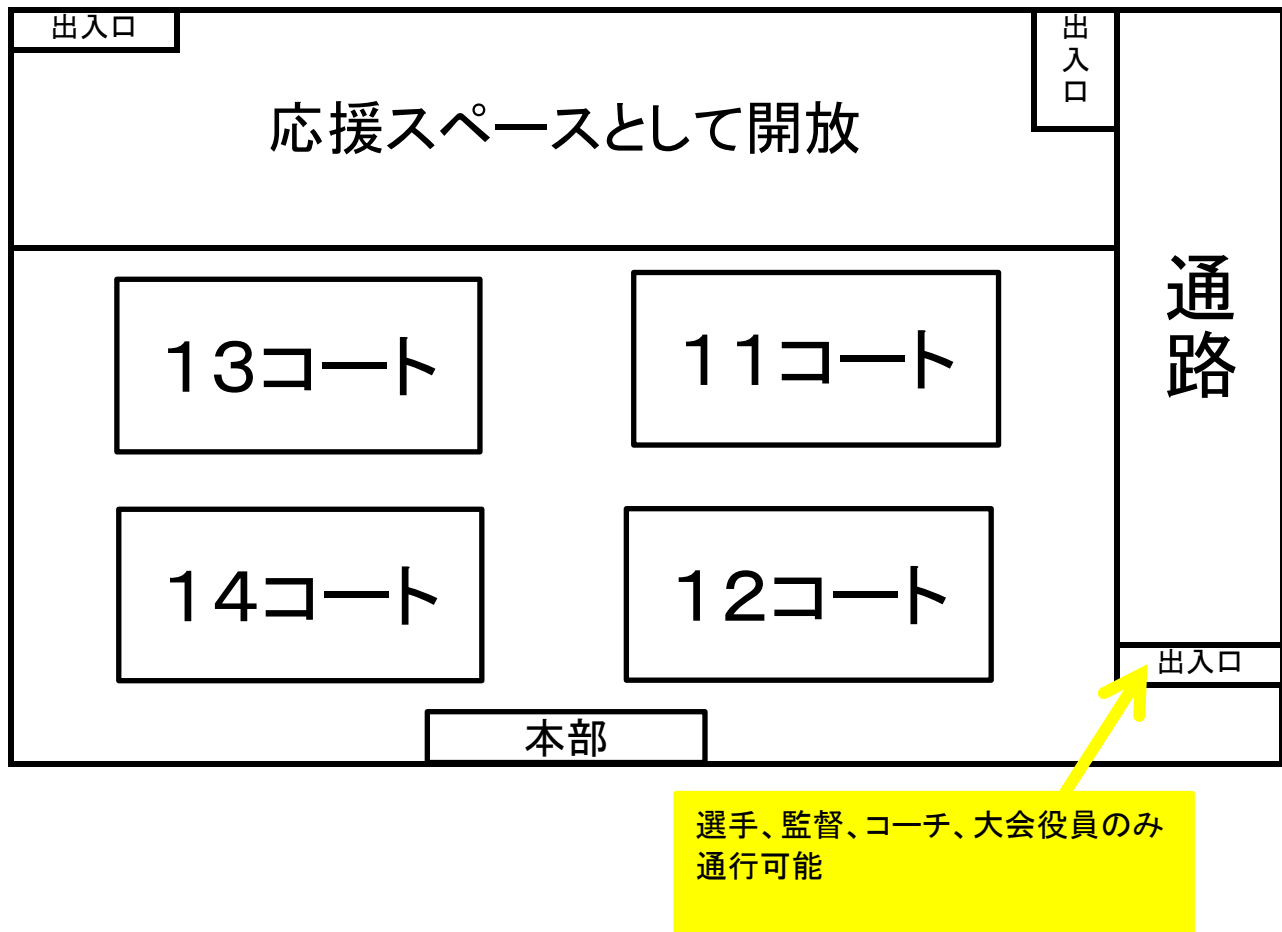 出入口
出入口
応援スペースとして開放
通路
13コート
11コート
14コート
12コート
出入口
本部
選手、監督、コーチ、大会役員のみ
通行可能